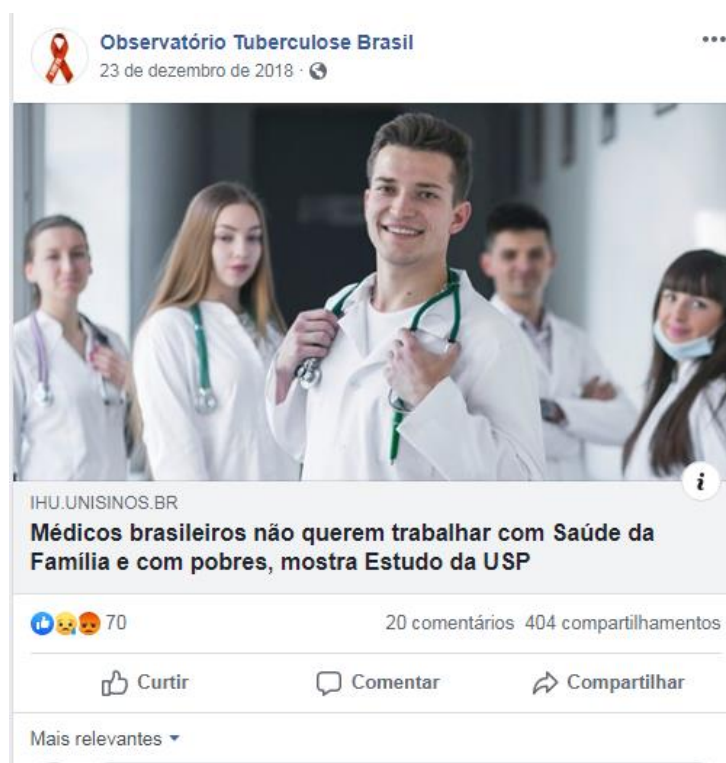 Observatório Tuberculose Brasil
23 de dezembro de 2018 ·
IHU.UNISINOS.BR
Médicos brasileiros não querem trabalhar com Saúde da
Família e com pobres, mostra Estudo da USP
70
20 comentários 404 compartilhamentos
Curtir
Comentar
Compartilhar
Mais relevantes